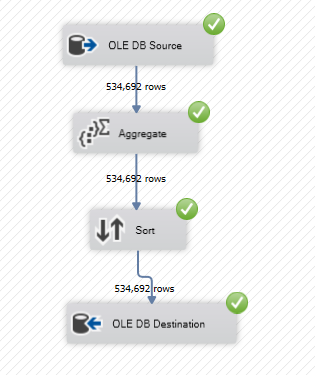 OLE DB Source
534,692 rows
Aggregate
534,692 rows
Sort
534,692 rows
OLE DB Destination